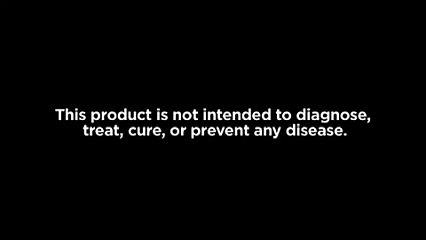 This product is not intended to diagnose,
treat, cure, or prevent any disease.